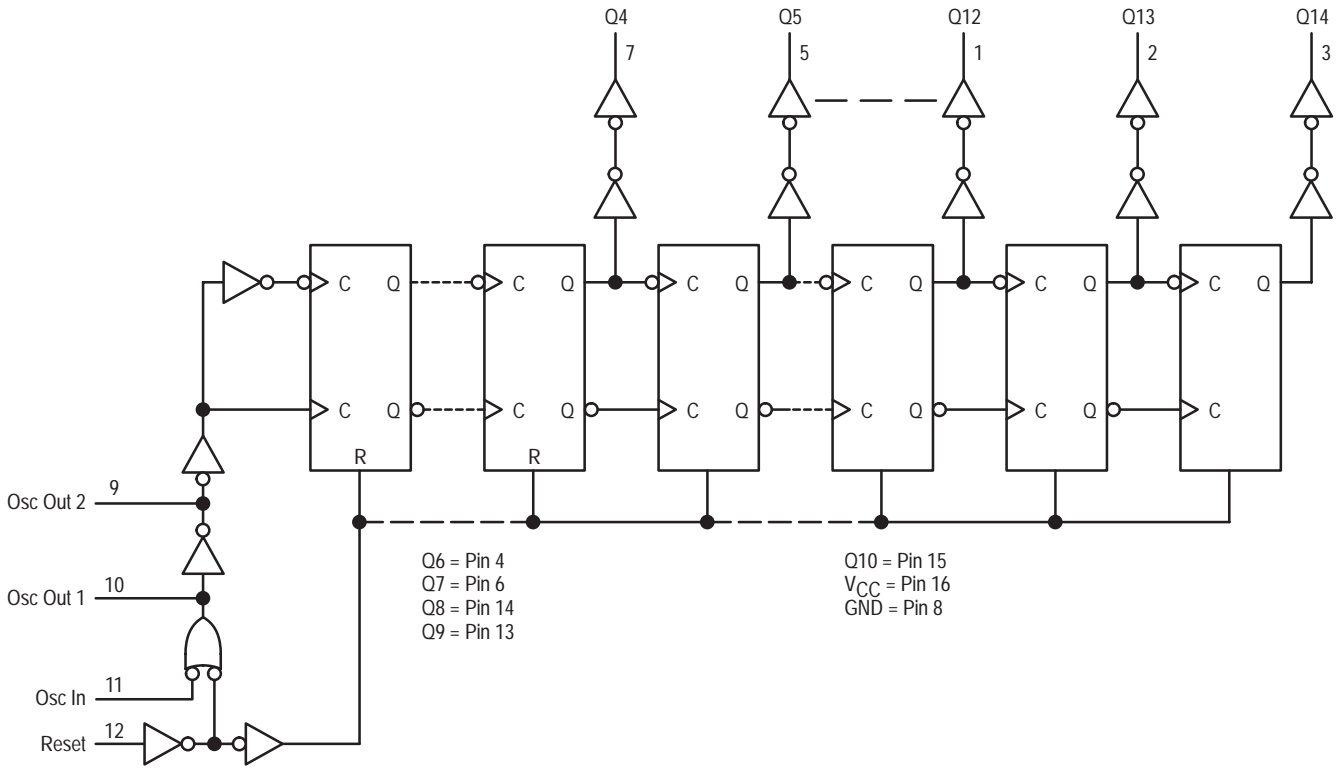 Q4 Q5 Q12 Q13 Q14
7 5 1 2 3
C Q C Q C Q C Q C Q C Q
C Q C Q C Q C Q C Q C
R R
Osc Out 2 9
Osc Out 1 10
Osc In 11
Reset 12
Q6 = Pin 4
Q7 = Pin 6
Q8 = Pin 14
Q9 = Pin 13
Q10 = Pin 15
VCC = Pin 16
GND = Pin 8